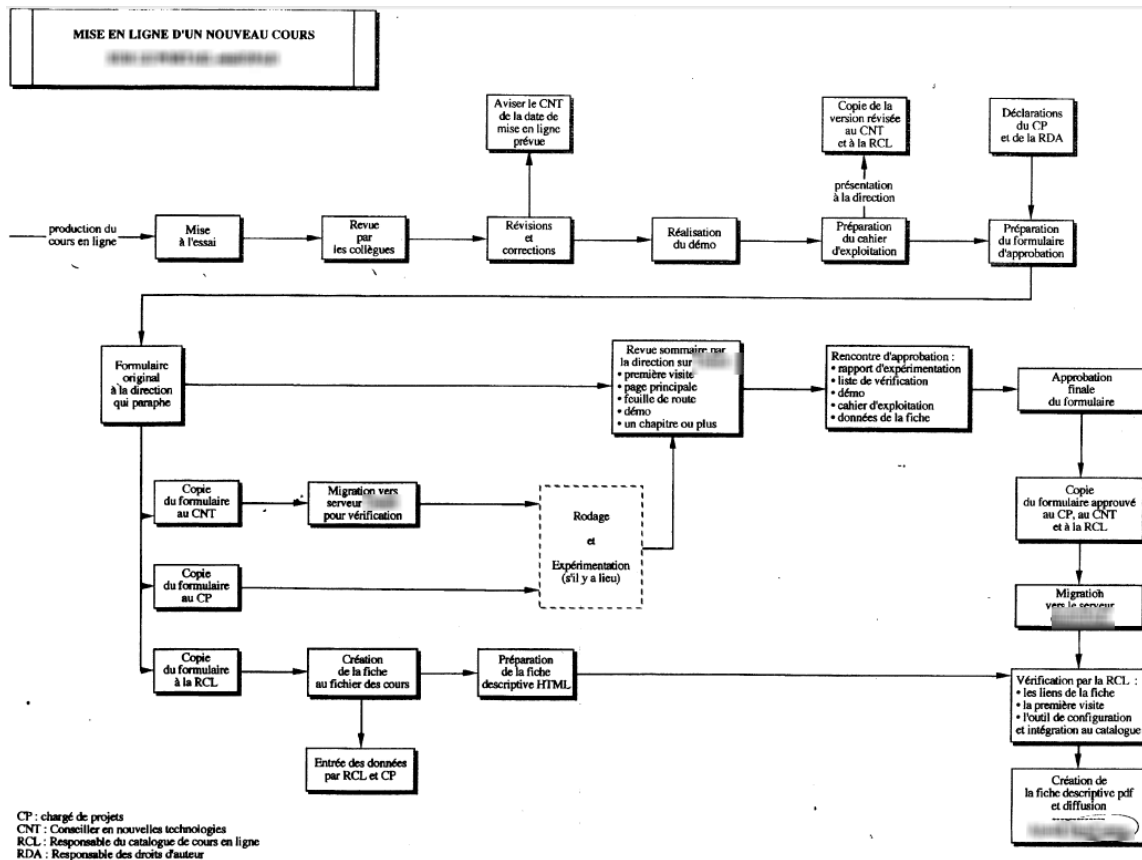 MISE EN LIGNE D'UN NOUVEAU COURS
Aviser le CNT
de la date de
mise en ligne
prévue
Copie de la
version révisée
au CNT
et à la RCL
Déclarations
du CP
et de la RDA
présentation
à la direction
production du
cours en ligne
Mise
à l'essai
Revue
par
les collègues
Révisions
et
corrections
Réalisation
du démo
Préparation
du cahier
d'exploitation
Préparation
du formulaire
d'approbation
Formulaire
original
à la direction
qui paraphe
Revue sommaire par
la direction sur
• première visite
• page principale
• feuille de route
• démo
• un chapitre ou plus
Rencontre d'approbation :
• rapport d'expérimentation
• liste de vérification
• démo
• cahier d'exploitation
• données de la fiche
Approbation
finale
du formulaire
Copie
du formulaire
au CNT
Migration vers
serveur
pour vérification
Rodage
et
Expérimentation
(s'il y a lieu)
Copie
du formulaire approuvé
au CP, au CNT
et à la RCL
Copie
du formulaire
au CP
Migration
vers le serveur
Copie
du formulaire
à la RCL
Création
de la fiche
au fichier des cours
Préparation
de la fiche
descriptive HTML
Vérification par la RCL :
• les liens de la fiche
• la première visite
• l'outil de configuration
et intégration au catalogue
Entrée des données
par RCL et CP
Création de
la fiche descriptive pdf
et diffusion
CP : chargé de projets
CNT : Conseiller en nouvelles technologies
RCL : Responsable du catalogue de cours en ligne
RDA : Responsable des droits d'auteur